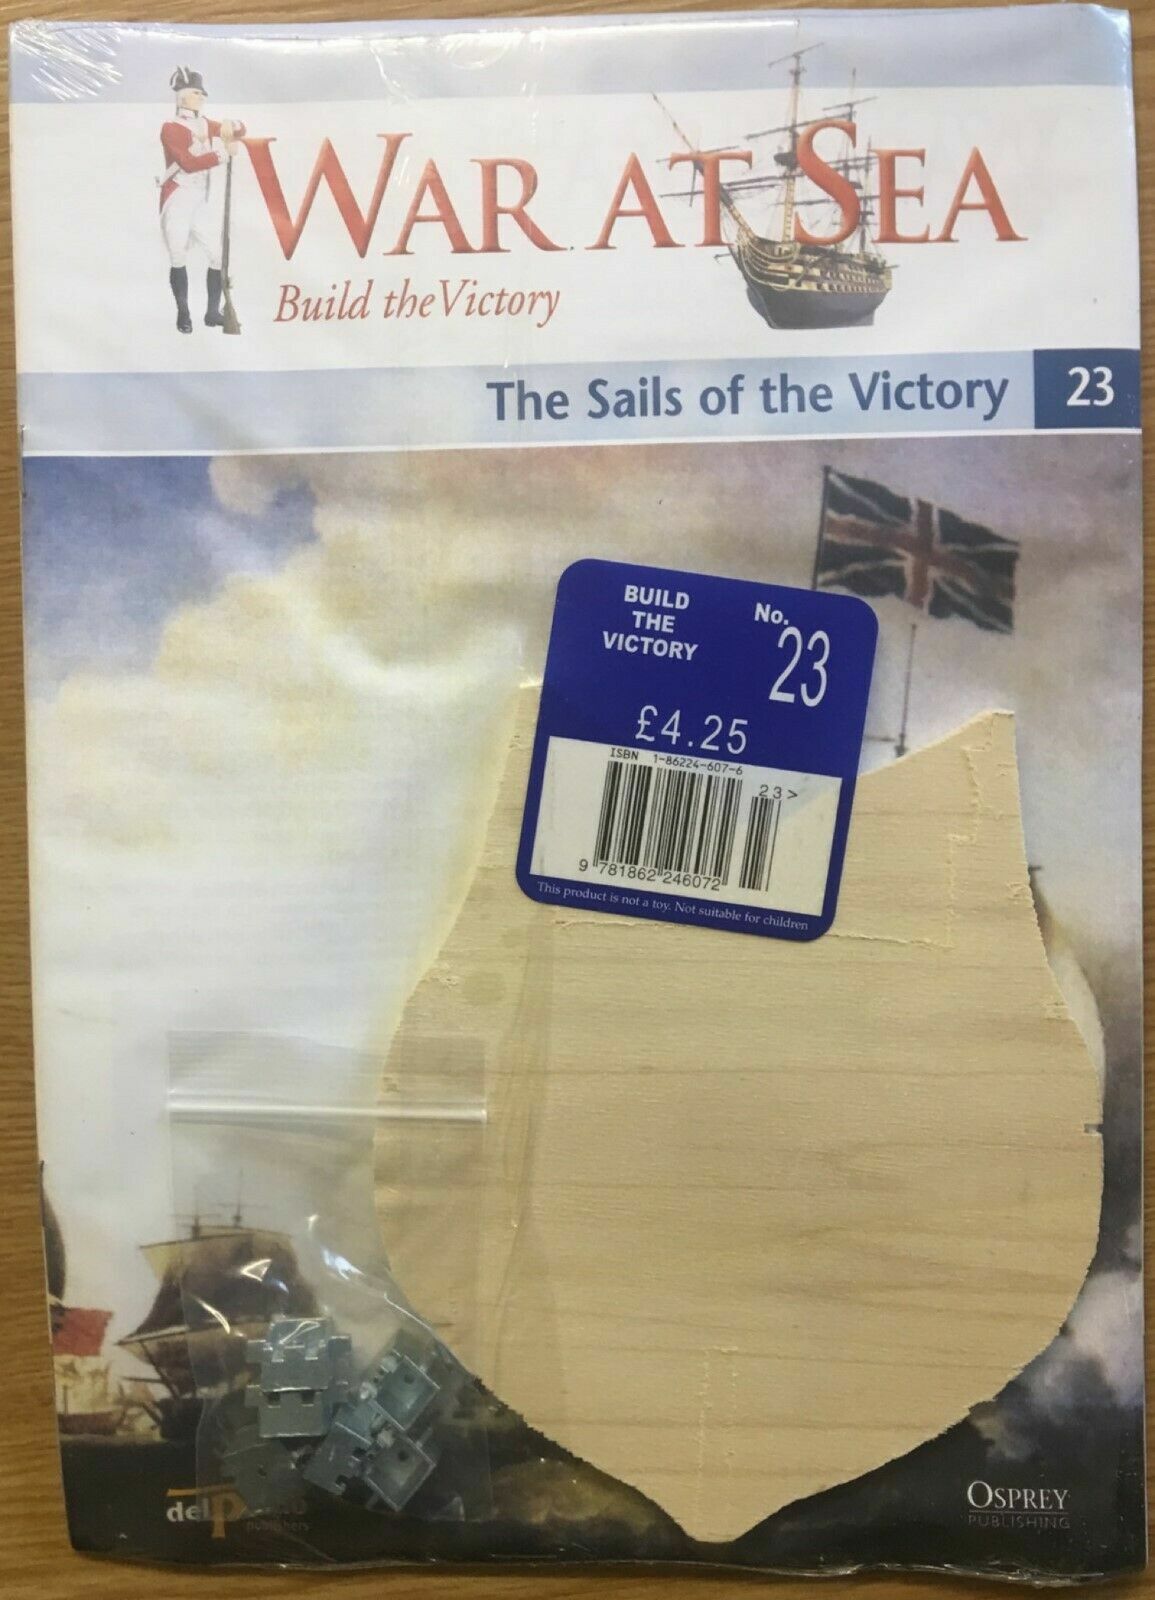 WAR AT SEA
Build the Victory
The Sails of the Victory 23
BUILD
THE
VICTORY
No.
23
£4.25
ISBN 1-86224-607-6
23>
9 781862 246072
This product is not a toy. Not suitable for children
publishers
OSPREY
PUBLISHING